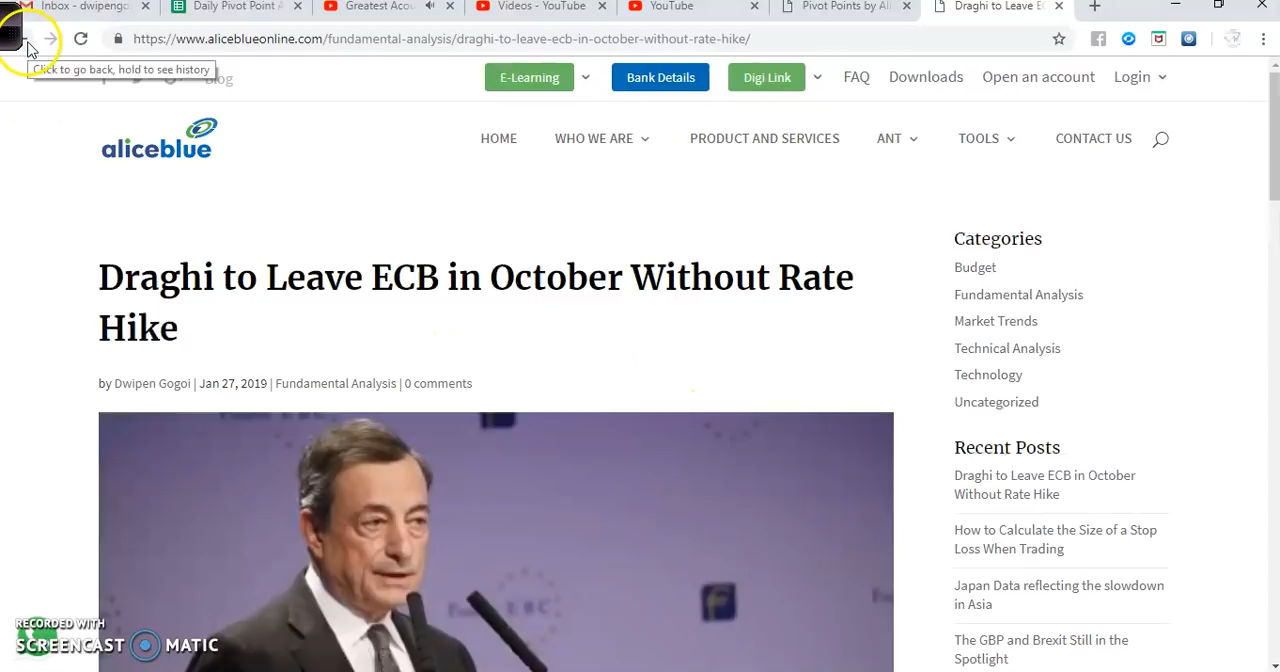 Inbox - dwipeng
Daily Pivot Point
Greatest Acou
Videos - YouTube
YouTube
Pivot Points by Ali
Draghi to Leave E
https://www.aliceblueonline.com/fundamental-analysis/draghi-to-leave-ecb-in-october-without-rate-hike/
Click to go back, hold to see history
Blog
E-Learning
Bank Details
Digi Link
FAQ
Downloads
Open an account
Login
aliceblue
HOME
WHO WE ARE
PRODUCT AND SERVICES
ANT
TOOLS
CONTACT US
Draghi to Leave ECB in October Without Rate
Hike
by Dwipen Gogoi | Jan 27, 2019 | Fundamental Analysis | 0 comments
Categories
Budget
Fundamental Analysis
Market Trends
Technical Analysis
Technology
Uncategorized
Recent Posts
Draghi to Leave ECB in October
Without Rate Hike
How to Calculate the Size of a Stop
Loss When Trading
Japan Data reflecting the slowdown
in Asia
The GBP and Brexit Still in the
Spotlight
RECORDED WITH
SCREENCAST MATIC